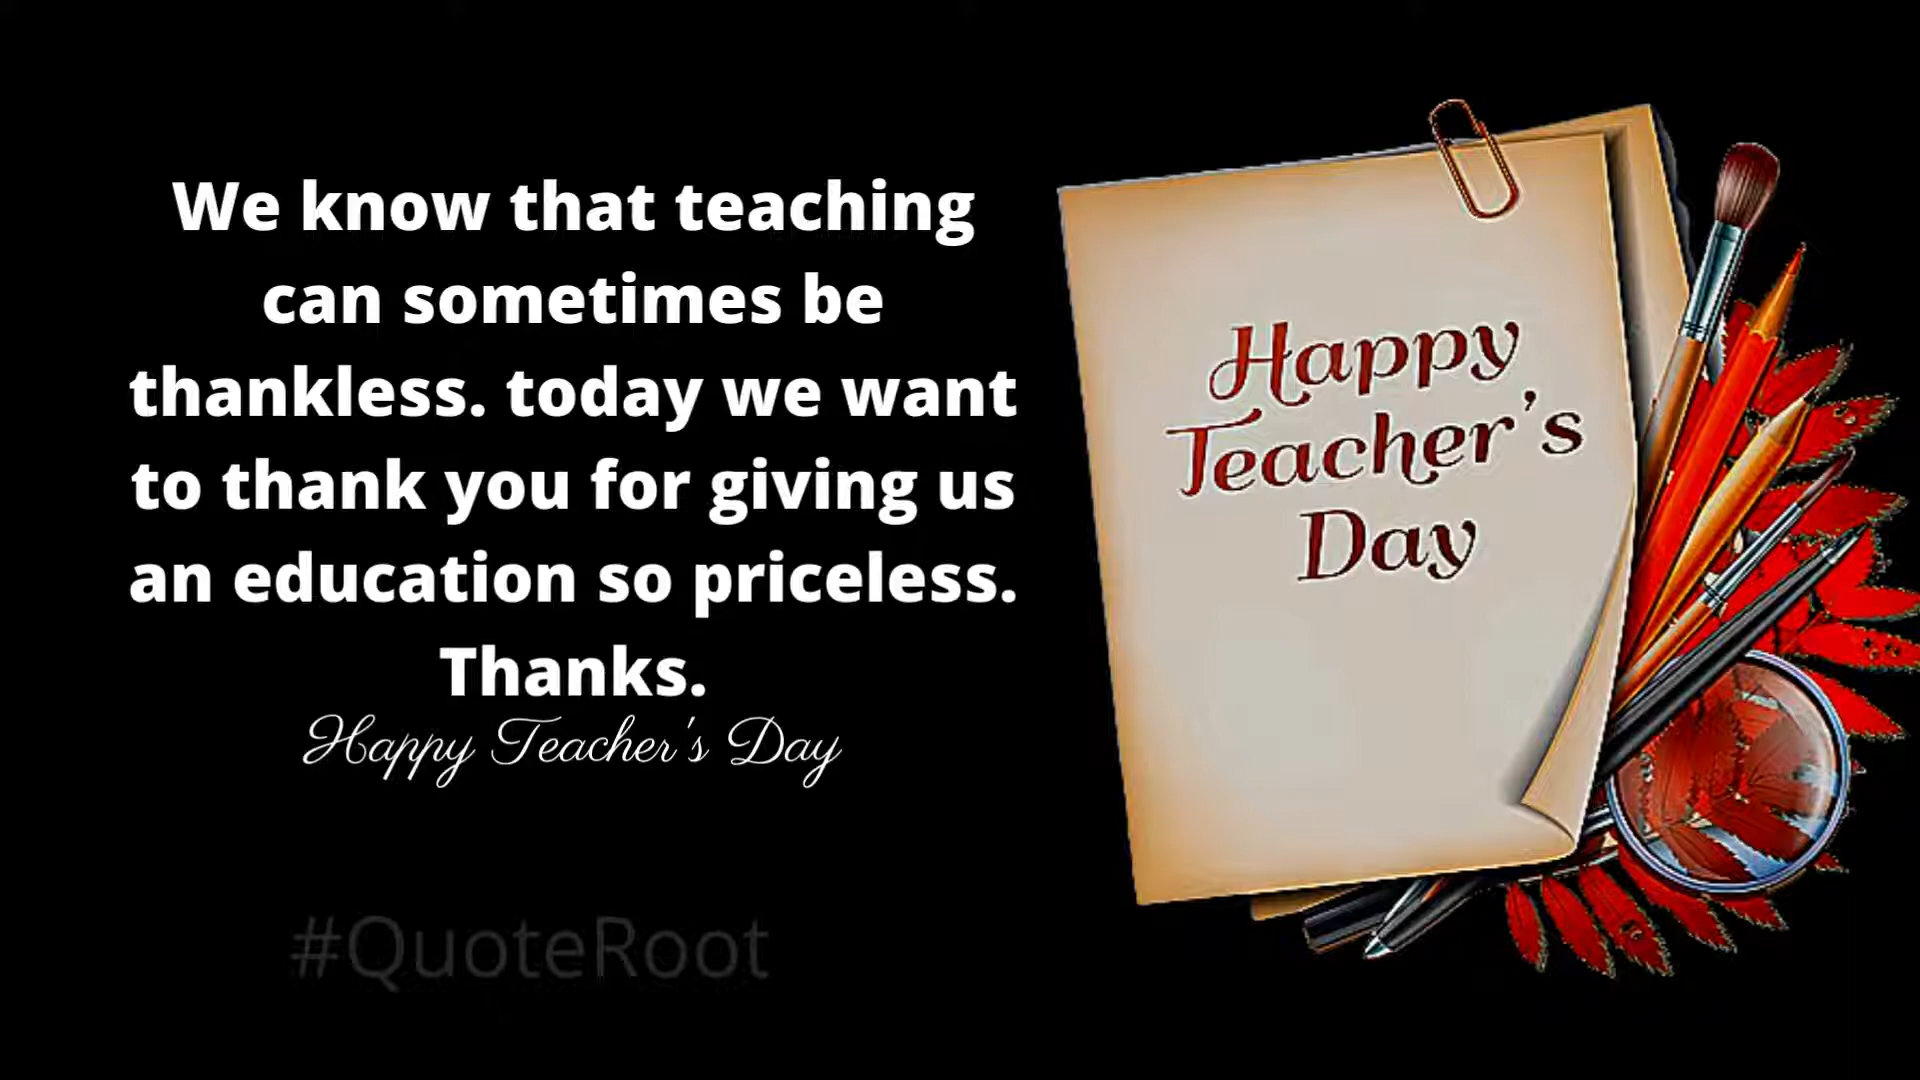 We know that teaching
can sometimes be
thankless. today we want
to thank you for giving us
an education so priceless.
Thanks.
Happy Teacher's Day
#QuoteRoot
Happy
Teacher's
Day